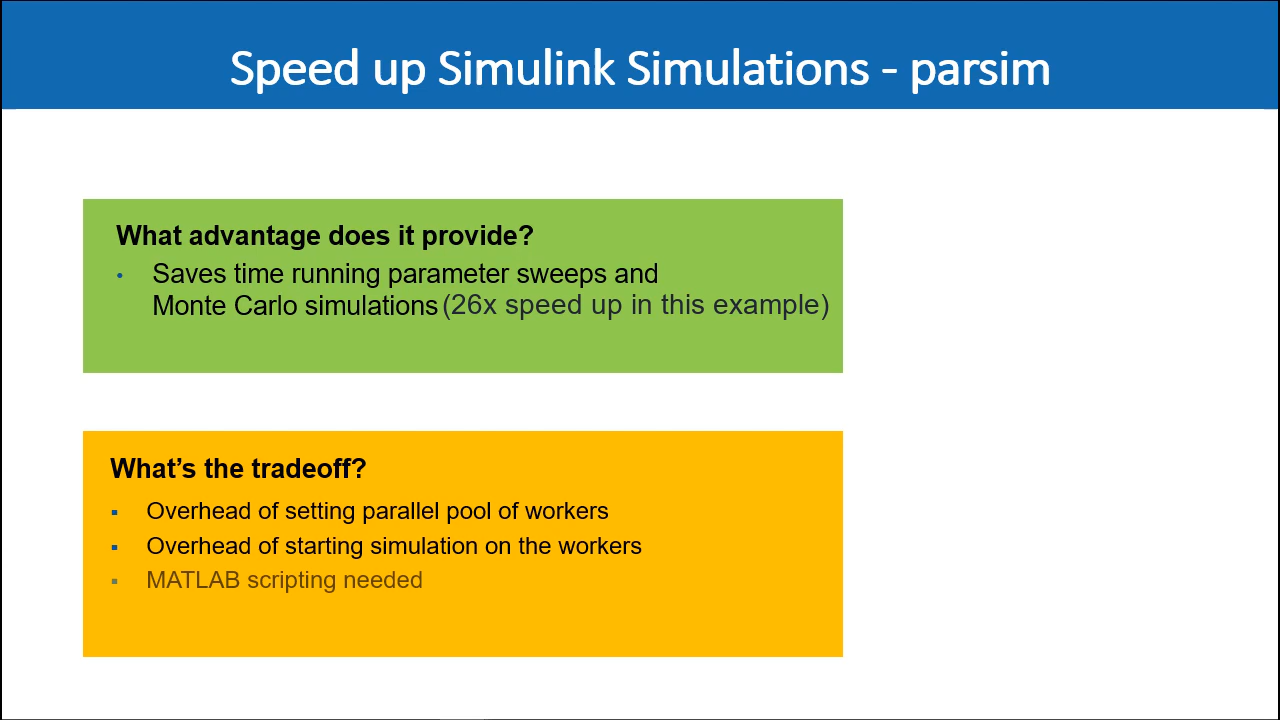 Speed up Simulink Simulations - parsim
What advantage does it provide?
• Saves time running parameter sweeps and
Monte Carlo simulations (26x speed up in this example)
What's the tradeoff?
▪ Overhead of setting parallel pool of workers
▪ Overhead of starting simulation on the workers
▪ MATLAB scripting needed